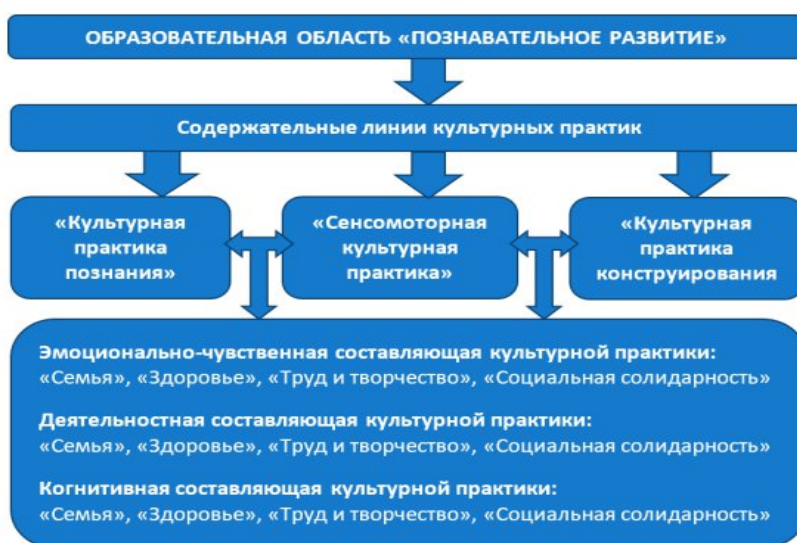 ОБРАЗОВАТЕЛЬНАЯ ОБЛАСТЬ «ПОЗНАВАТЕЛЬНОЕ РАЗВИТИЕ»
Содержательные линии культурных практик
«Культурная
практика
познания»
«Сенсомоторная
культурная
практика»
«Культурная
практика
конструирования
Эмоционально-чувственная составляющая культурной практики:
«Семья», «Здоровье», «Труд и творчество», «Социальная солидарность»
Деятельностная составляющая культурной практики:
«Семья», «Здоровье», «Труд и творчество», «Социальная солидарность»
Когнитивная составляющая культурной практики:
«Семья», «Здоровье», «Труд и творчество», «Социальная солидарность»